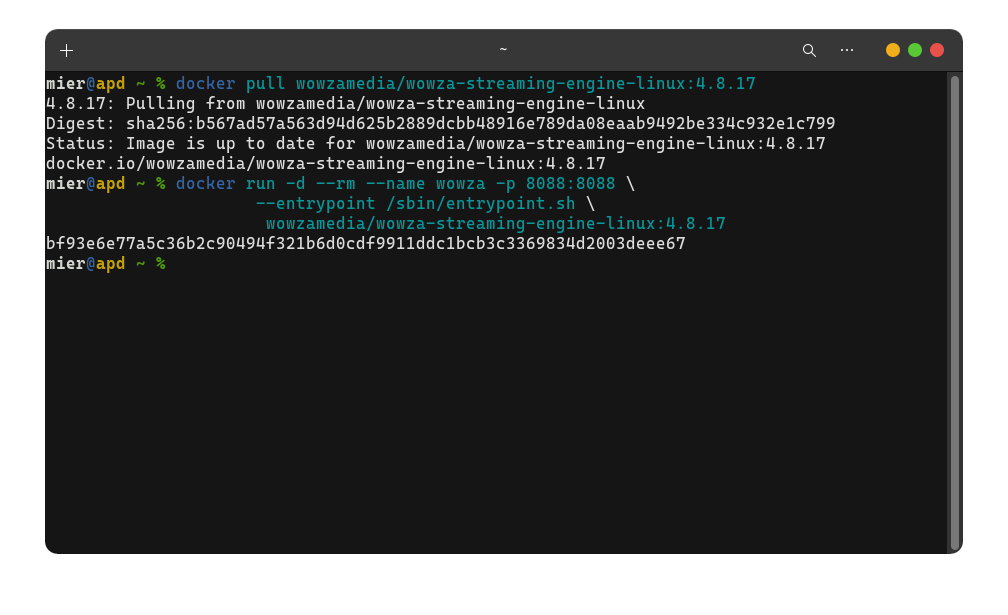 ~
mier@apd ~ % docker pull wowzamedia/wowza-streaming-engine-linux:4.8.17
4.8.17: Pulling from wowzamedia/wowza-streaming-engine-linux
Digest: sha256:b567ad57a563d94d625b2889dcbb48916e789da08eaab9492be334c932e1c799
Status: Image is up to date for wowzamedia/wowza-streaming-engine-linux:4.8.17
docker.io/wowzamedia/wowza-streaming-engine-linux:4.8.17
mier@apd ~ % docker run -d --rm --name wowza -p 8088:8088 \
--entrypoint /sbin/entrypoint.sh \
wowzamedia/wowza-streaming-engine-linux:4.8.17
bf93e6e77a5c36b2c90494f321b6d0cdf9911ddc1bcb3c3369834d2003deee67
mier@apd ~ %